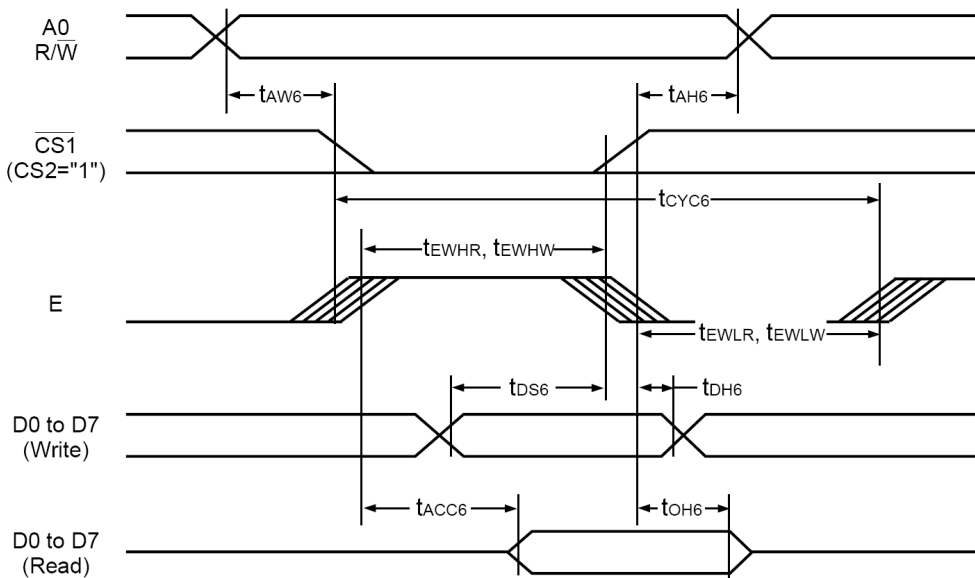 A0
R/W̅
tAW6
tAH6
C̅S̅1̅
(CS2="1")
tCYC6
tEWHR, tEWHW
E
tEWLR, tEWLW
tDS6
tDH6
D0 to D7
(Write)
tACC6
tOH6
D0 to D7
(Read)